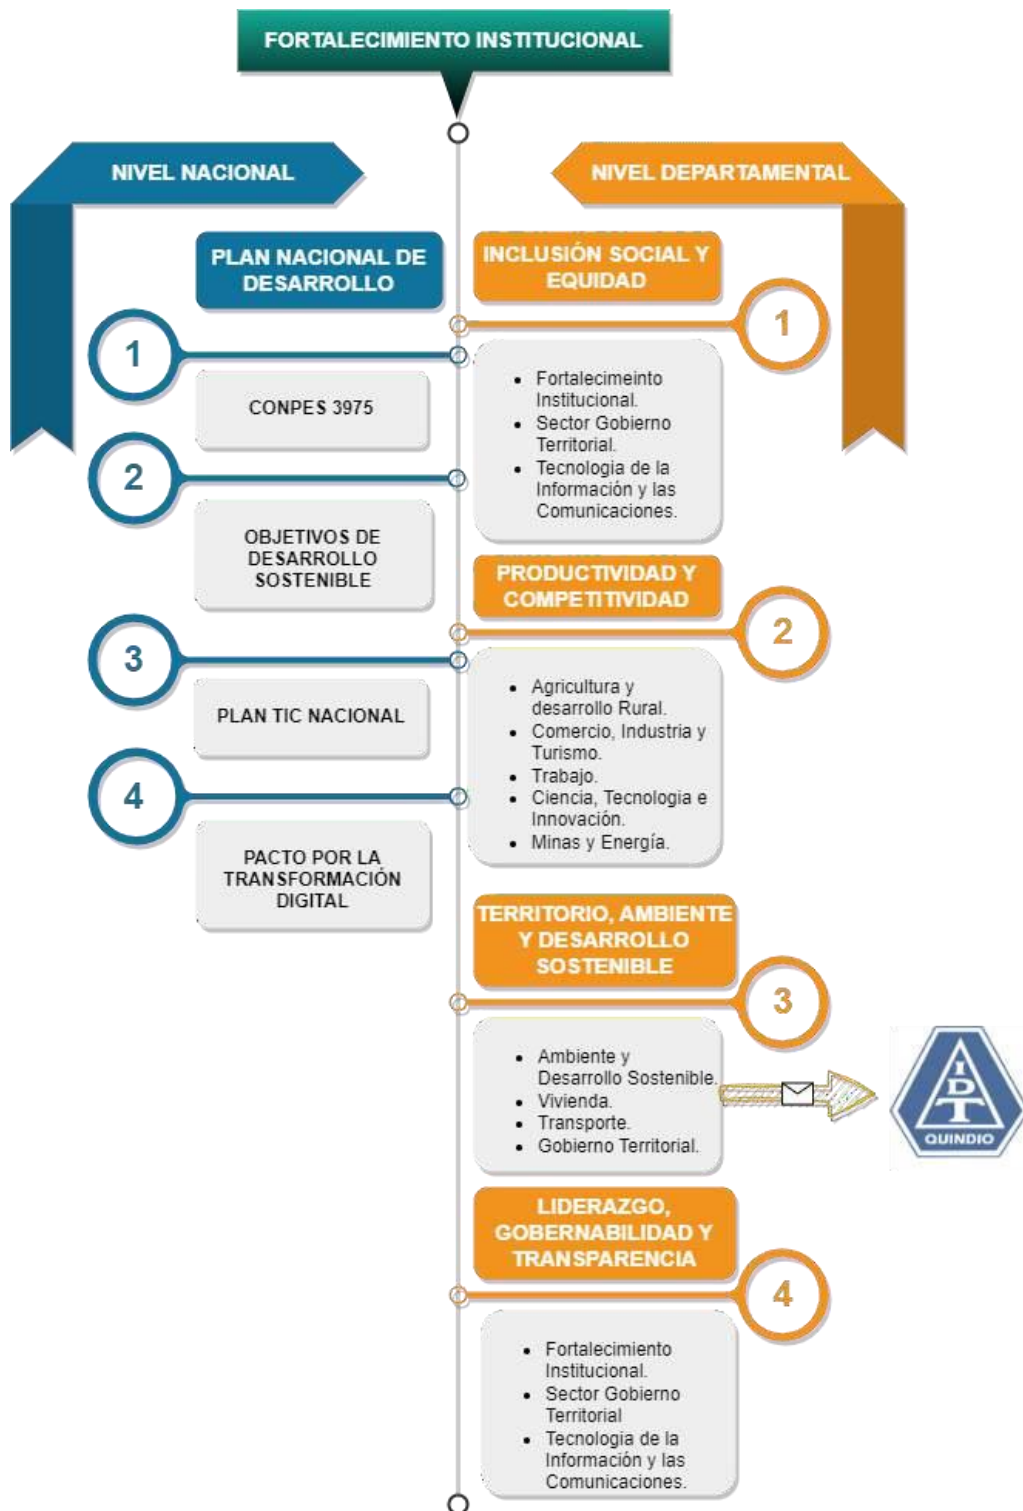 FORTALECIMIENTO INSTITUCIONAL
NIVEL NACIONAL
NIVEL DEPARTAMENTAL
PLAN NACIONAL DE
DESARROLLO
1
CONPES 3975
2
OBJETIVOS DE
DESARROLLO
SOSTENIBLE
3
PLAN TIC NACIONAL
4
PACTO POR LA
TRANSFORMACIÓN
DIGITAL
INCLUSIÓN SOCIAL Y
EQUIDAD
1
• Fortalecimeinto
Institucional.
• Sector Gobierno
Territorial.
• Tecnologia de la
Información y las
Comunicaciones.
PRODUCTIVIDAD Y
COMPETITIVIDAD
2
• Agricultura y
desarrollo Rural.
• Comercio, Industria y
Turismo.
• Trabajo.
• Ciencia, Tecnologia e
Innovación.
• Minas y Energía.
TERRITORIO, AMBIENTE
Y DESARROLLO
SOSTENIBLE
3
• Ambiente y
Desarrollo Sostenible.
• Vivienda.
• Transporte.
• Gobierno Territorial.
IDT
QUINDIO
LIDERAZGO,
GOBERNABILIDAD Y
TRANSPARENCIA
4
• Fortalecimiento
Institucional.
• Sector Gobierno
Territorial
• Tecnologia de la
Información y las
Comunicaciones.